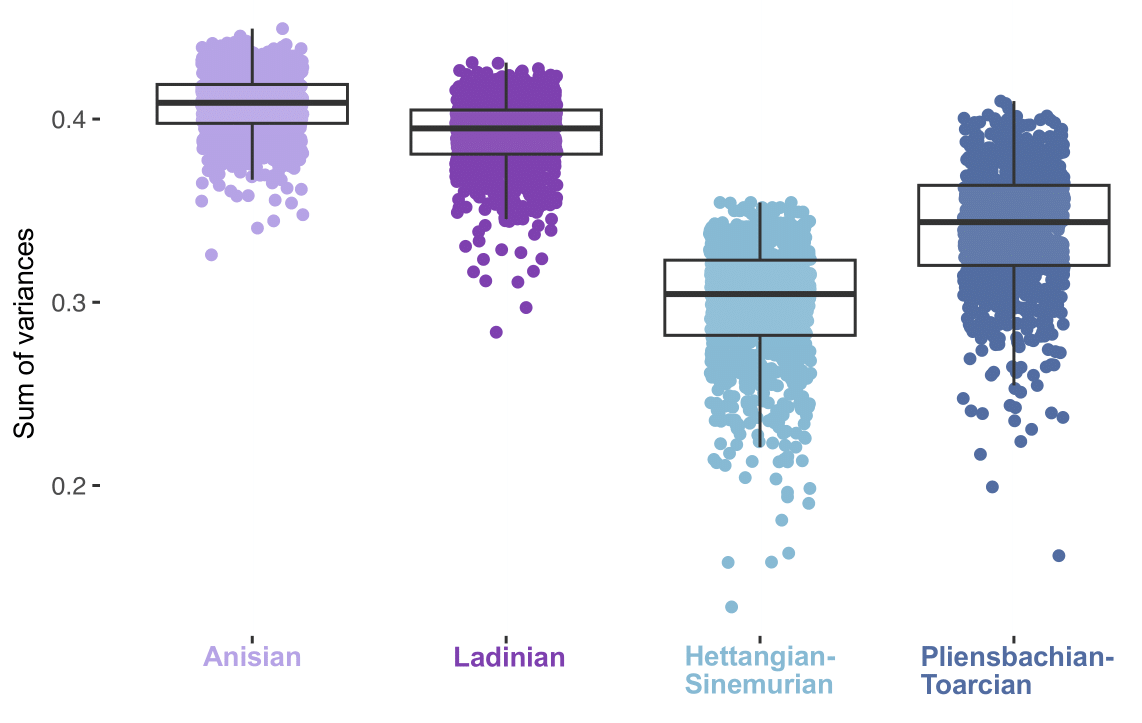 Sum of variances
0.4
0.3
0.2
Anisian
Ladinian
Hettangian-
Sinemurian
Pliensbachian-
Toarcian